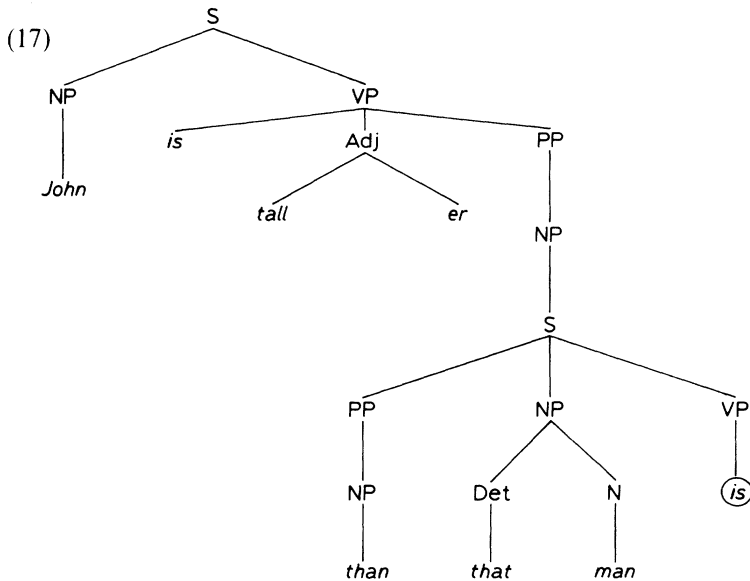 S
(17)
NP VP
is Adj PP
John
tall er
NP
S
PP NP VP
NP Det N is
than that man